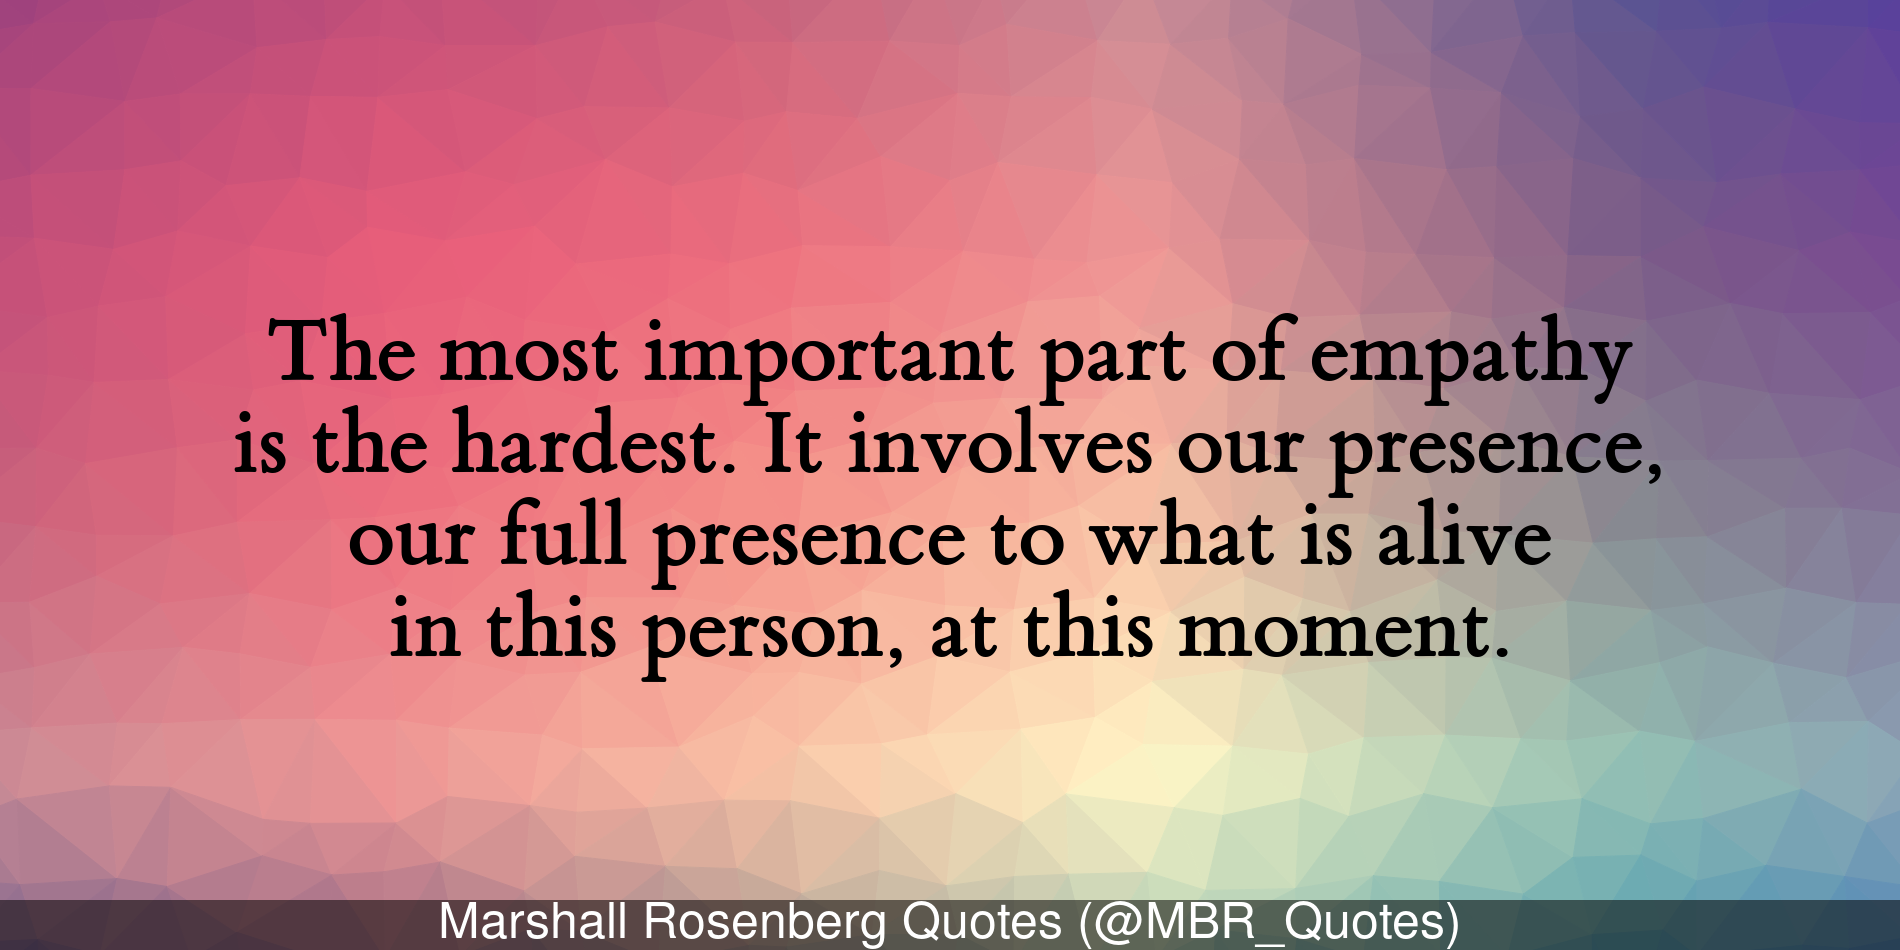 The most important part of empathy
is the hardest. It involves our presence,
our full presence to what is alive
in this person, at this moment.
Marshall Rosenberg Quotes (@MBR_Quotes)